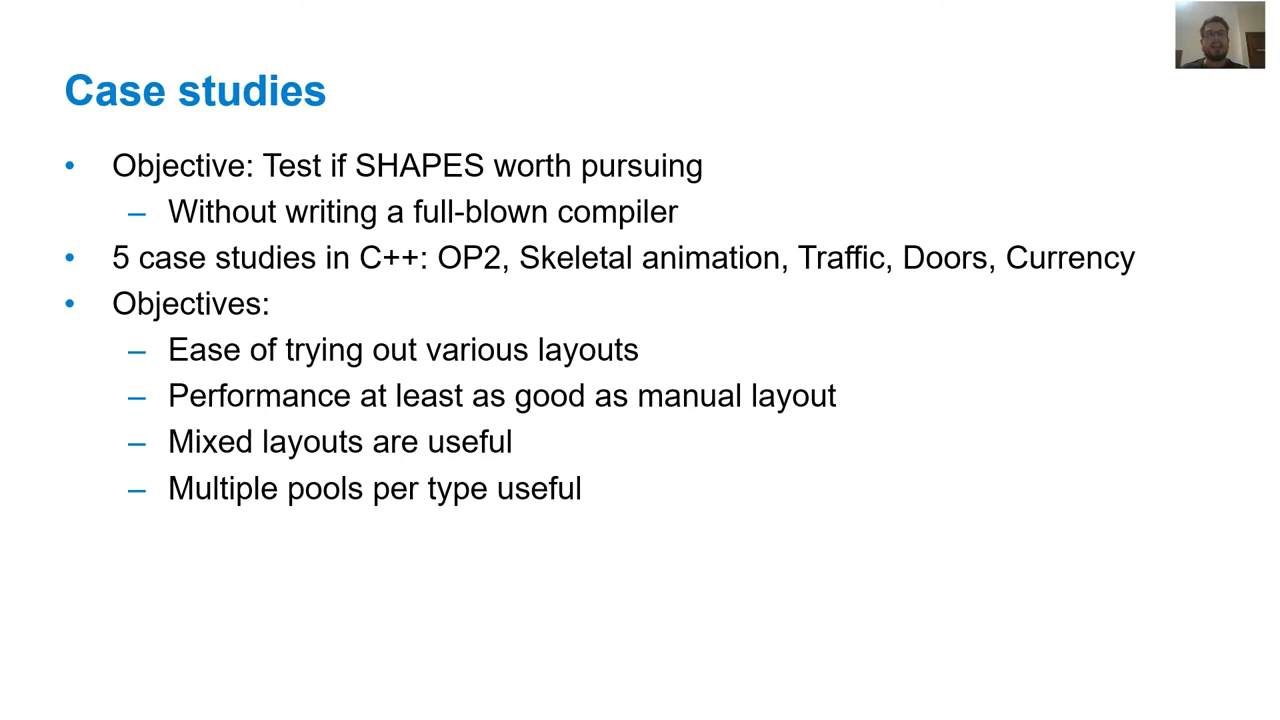 Case studies
• Objective: Test if SHAPES worth pursuing
– Without writing a full-blown compiler
• 5 case studies in C++: OP2, Skeletal animation, Traffic, Doors, Currency
• Objectives:
– Ease of trying out various layouts
– Performance at least as good as manual layout
– Mixed layouts are useful
– Multiple pools per type useful